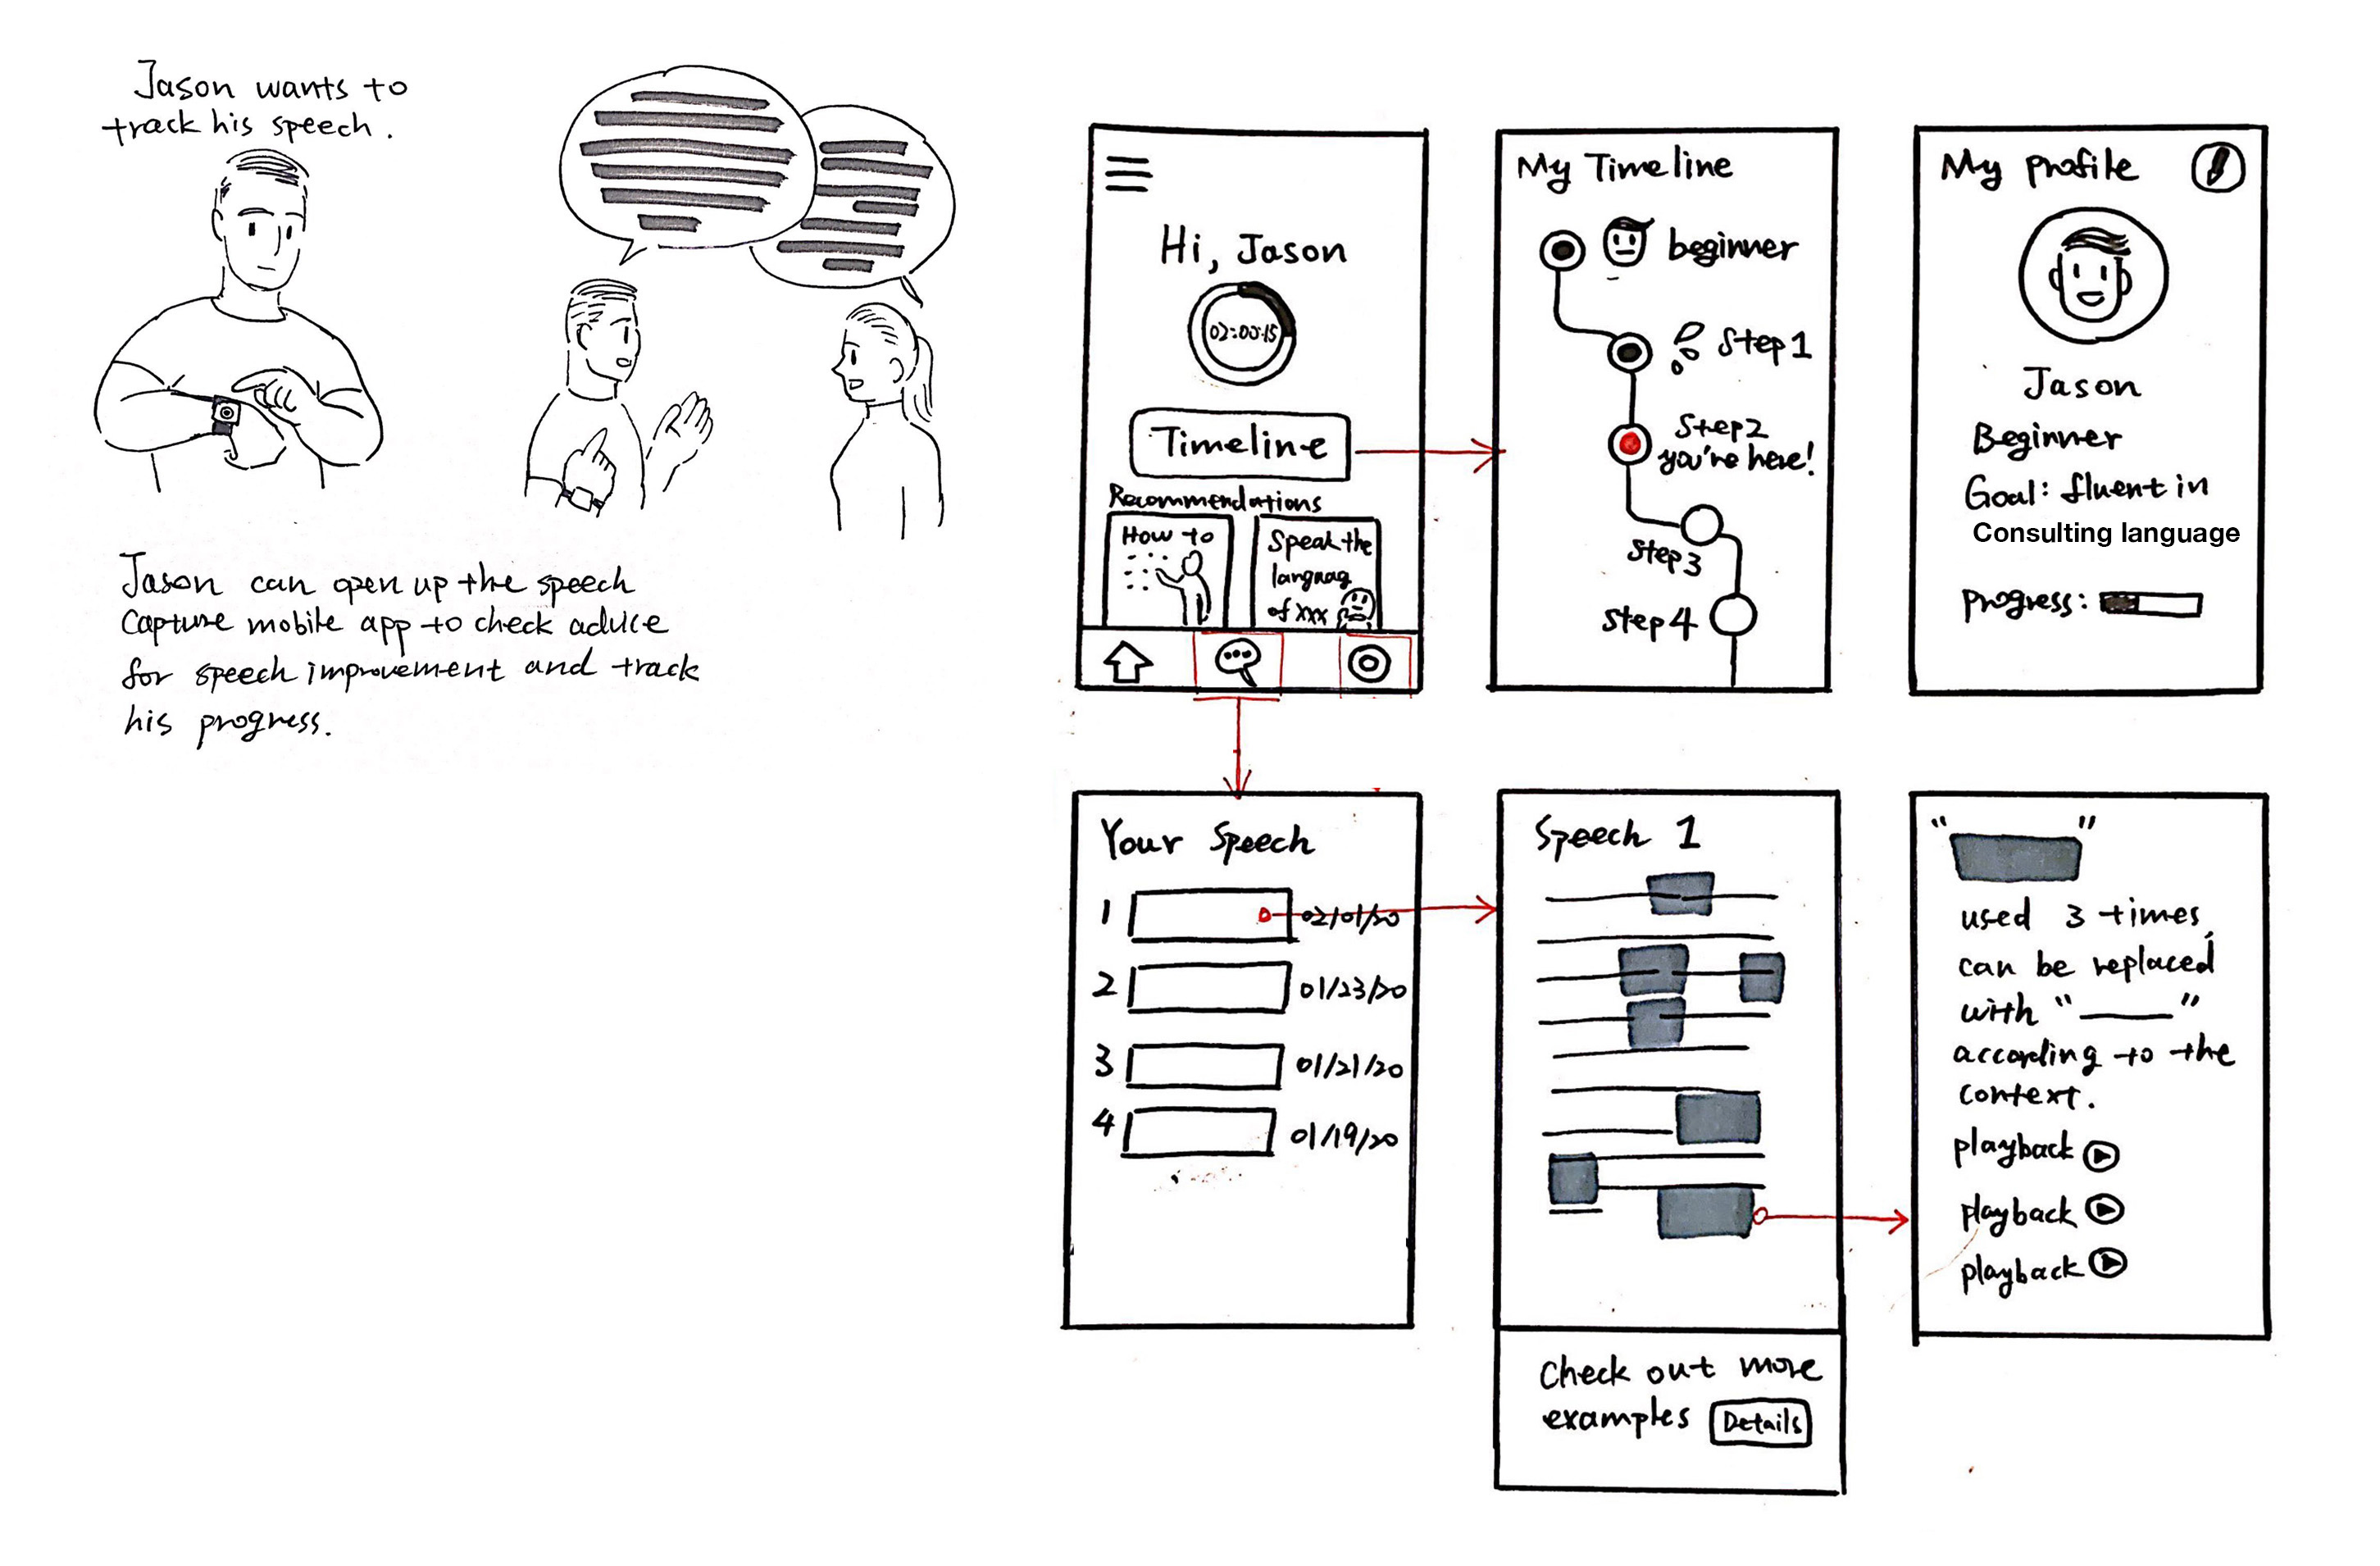 Jason wants to
track his speech.
Jason can open up the speech
Capture mobile app to check advice
for speech improvement and track
his progress.
Hi, Jason
02:00:15
Timeline
Recommendations
How to
Speak the
languag
of xxx
My Timeline
beginner
Step 1
Step 2
you're here!
Step 3
Step 4
My profile
Jason
Beginner
Goal: fluent in
Consulting language
Progress:
Your Speech
1 02/01/20
2 01/23/20
3 01/21/20
4 01/19/20
Speech 1
Check out more
examples Details
" "
used 3 times,
can be replaced
with "____"
according to the
context.
playback
playback
playback